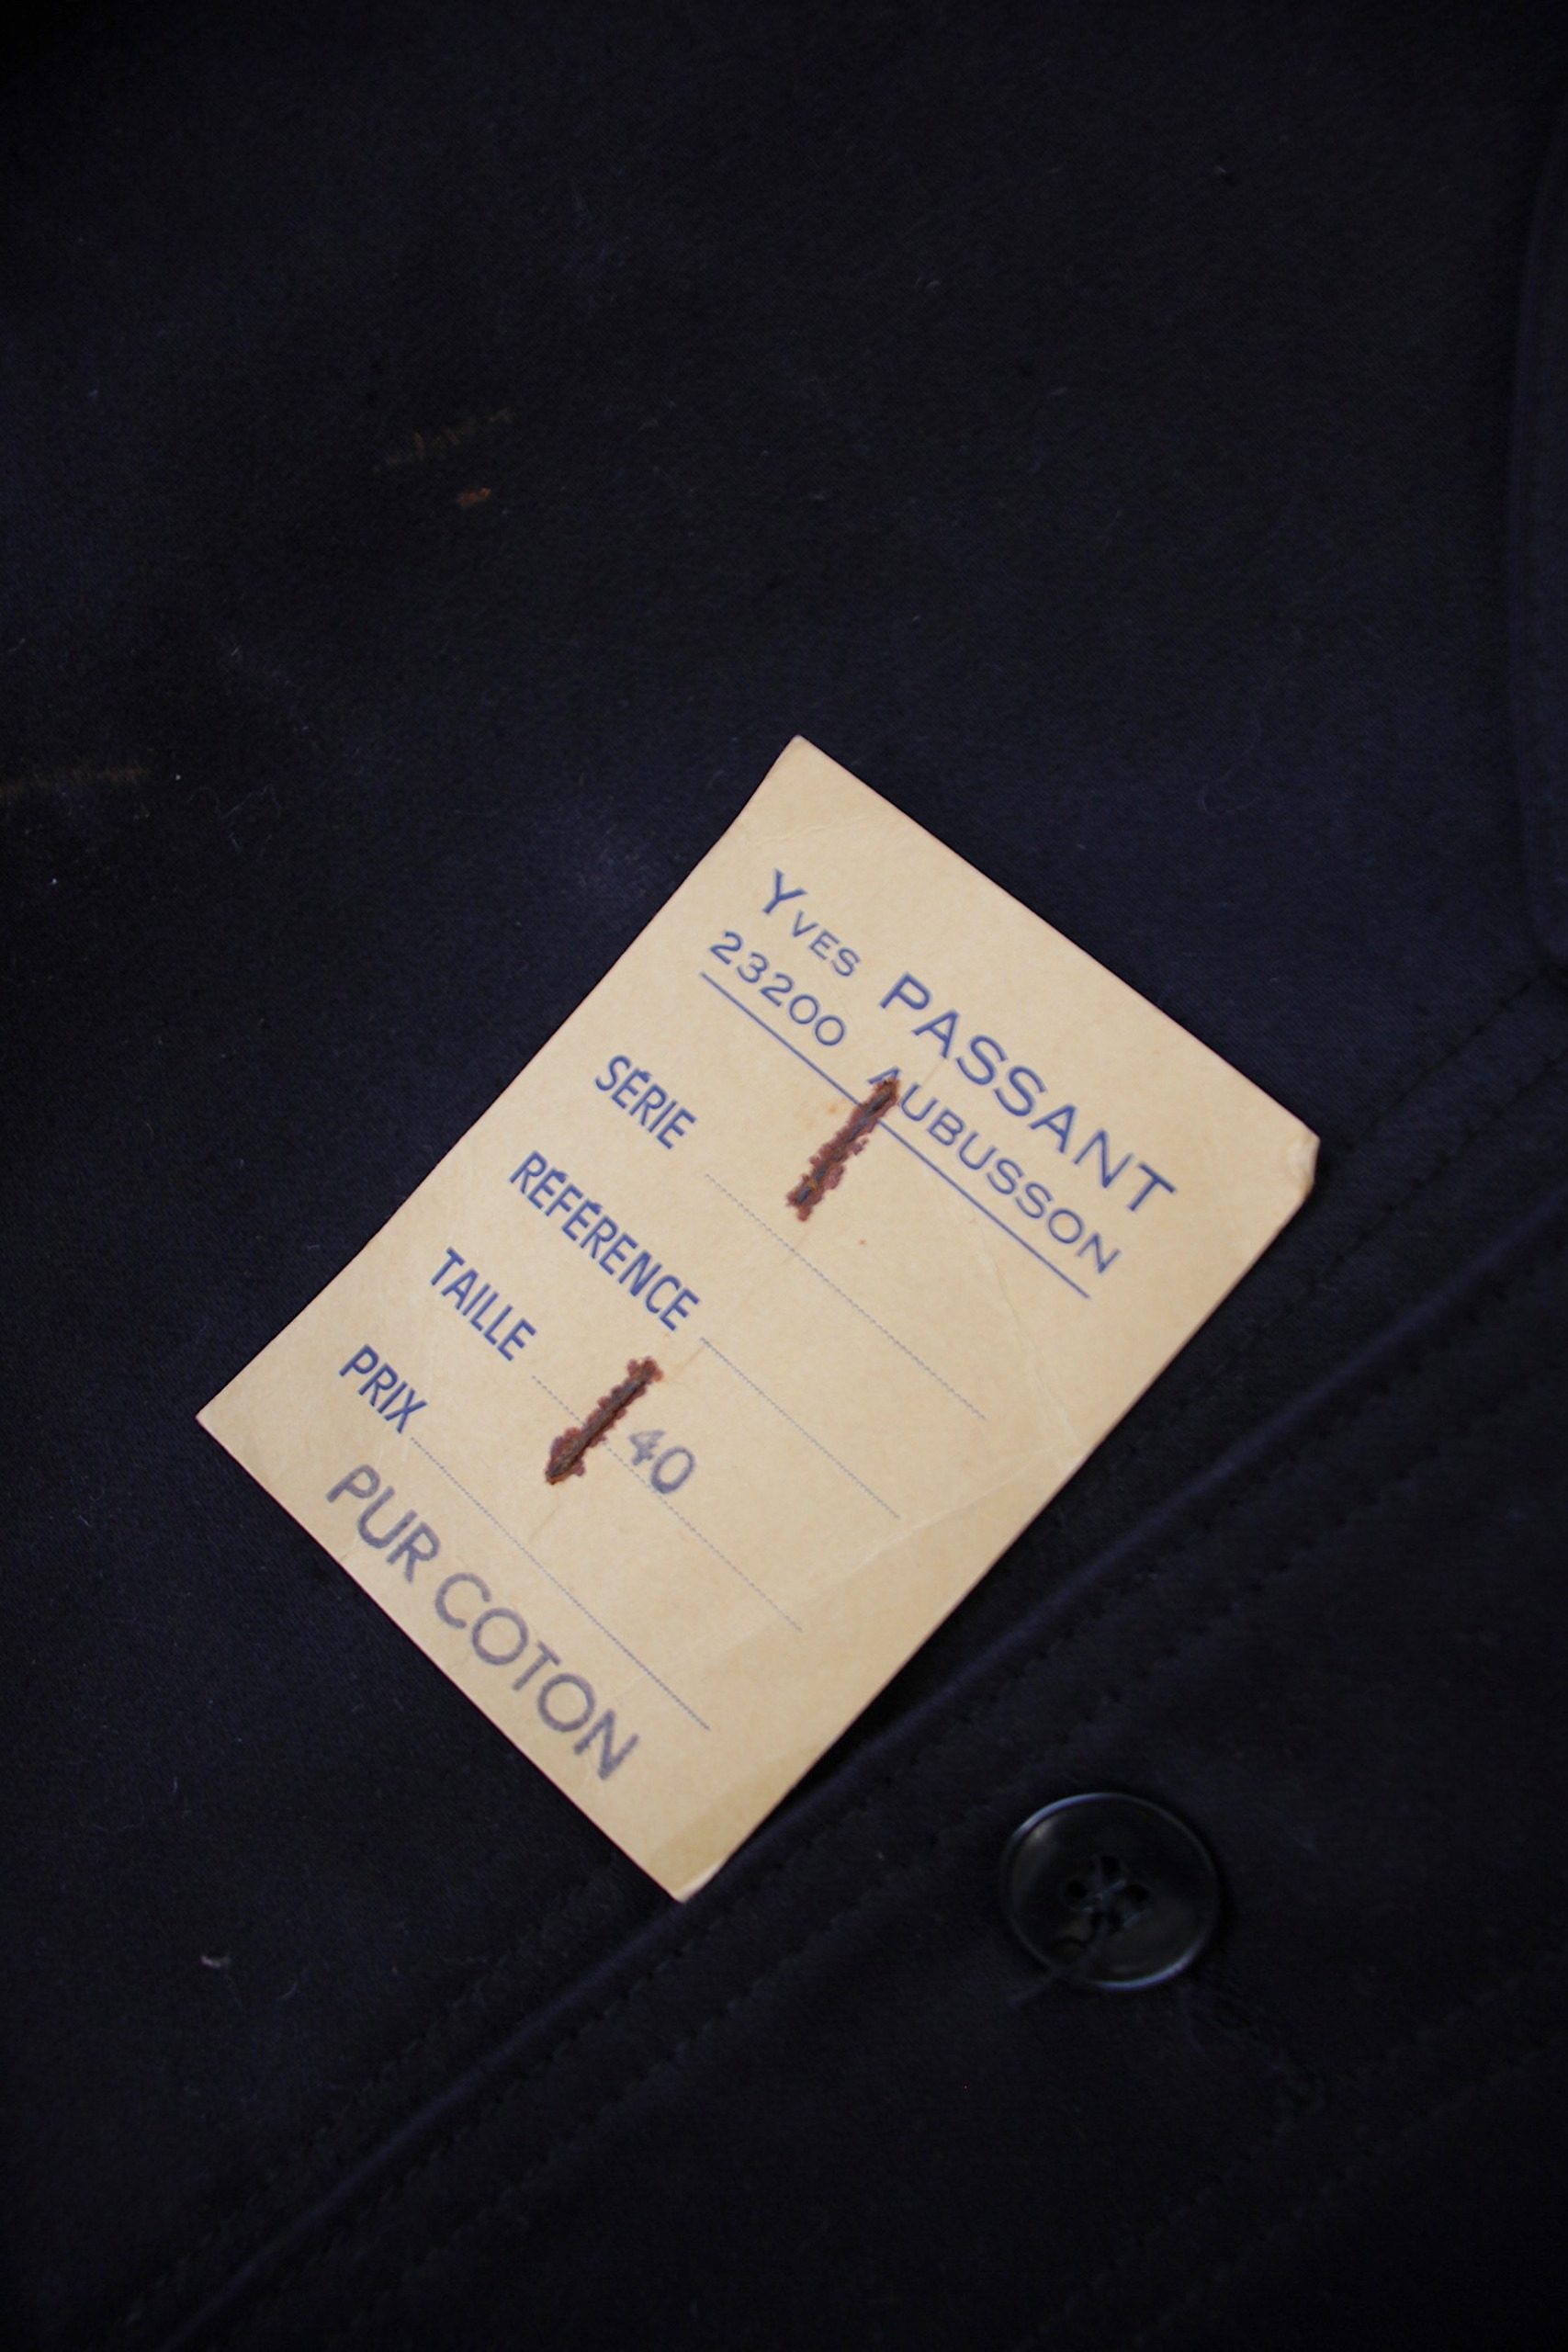 Yves PASSANT
23200 AUBUSSON
SÉRIE
RÉFÉRENCE
TAILLE 40
PRIX
PUR COTON